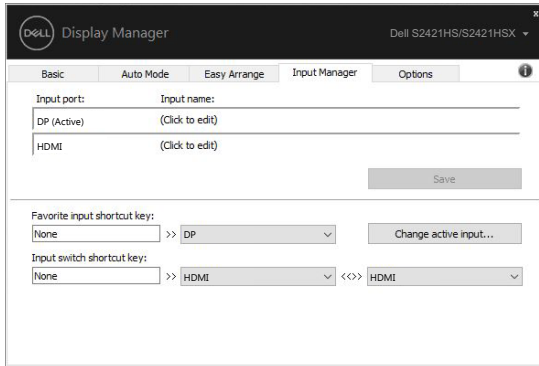 DELL Display Manager
Dell S2421HS/S2421HSX
x
Basic Auto Mode Easy Arrange Input Manager Options i
Input port: Input name:
DP (Active) (Click to edit)
HDMI (Click to edit)
Save
Favorite input shortcut key:
None >> DP Change active input...
Input switch shortcut key:
None >> HDMI <<>> HDMI